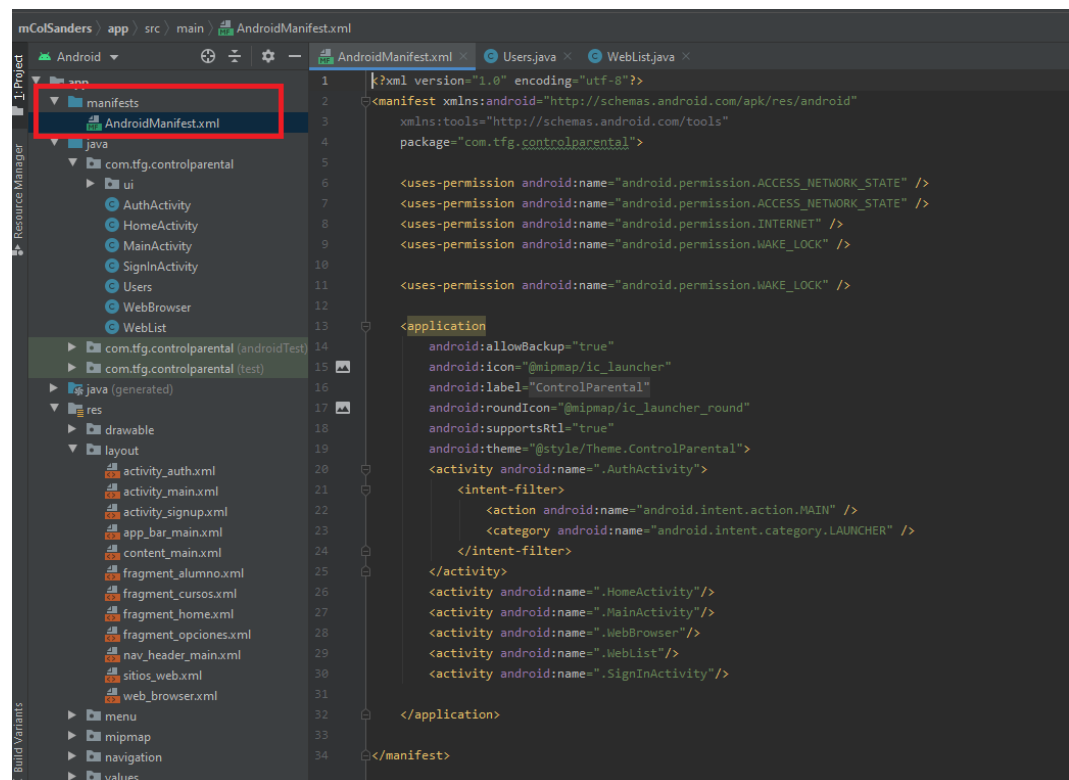 mColSanders app src main AndroidManifest.xml
Android
AndroidManifest.xml Users.java WebList.java
1: Project
Resource Manager
Build Variants
app
manifests
AndroidManifest.xml
java
com.tfg.controlparental
ui
AuthActivity
HomeActivity
MainActivity
SignInActivity
Users
WebBrowser
WebList
com.tfg.controlparental (androidTest)
com.tfg.controlparental (test)
java (generated)
res
drawable
layout
activity_auth.xml
activity_main.xml
activity_signup.xml
app_bar_main.xml
content_main.xml
fragment_alumno.xml
fragment_cursos.xml
fragment_home.xml
fragment_opciones.xml
nav_header_main.xml
sitios_web.xml
web_browser.xml
menu
mipmap
navigation
values
1 <?xml version="1.0" encoding="utf-8"?>
2 <manifest xmlns:android="http://schemas.android.com/apk/res/android"
3 xmlns:tools="http://schemas.android.com/tools"
4 package="com.tfg.controlparental">
5
6 <uses-permission android:name="android.permission.ACCESS_NETWORK_STATE" />
7 <uses-permission android:name="android.permission.ACCESS_NETWORK_STATE" />
8 <uses-permission android:name="android.permission.INTERNET" />
9 <uses-permission android:name="android.permission.WAKE_LOCK" />
10
11 <uses-permission android:name="android.permission.WAKE_LOCK" />
12
13 <application
14 android:allowBackup="true"
15 android:icon="@mipmap/ic_launcher"
16 android:label="ControlParental"
17 android:roundIcon="@mipmap/ic_launcher_round"
18 android:supportsRtl="true"
19 android:theme="@style/Theme.ControlParental">
20 <activity android:name=".AuthActivity">
21 <intent-filter>
22 <action android:name="android.intent.action.MAIN" />
23 <category android:name="android.intent.category.LAUNCHER" />
24 </intent-filter>
25 </activity>
26 <activity android:name=".HomeActivity"/>
27 <activity android:name=".MainActivity"/>
28 <activity android:name=".WebBrowser"/>
29 <activity android:name=".WebList"/>
30 <activity android:name=".SignInActivity"/>
31
32 </application>
33
34 </manifest>